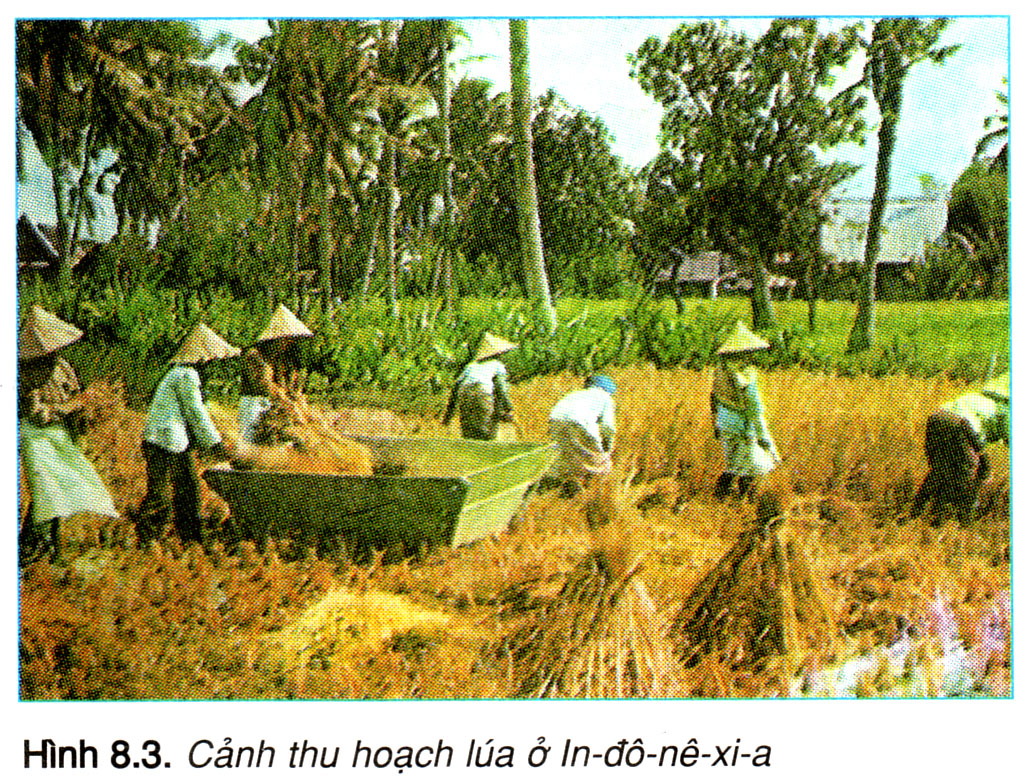 Hình 8.3. Cảnh thu hoạch lúa ở In-đô-nê-xi-a